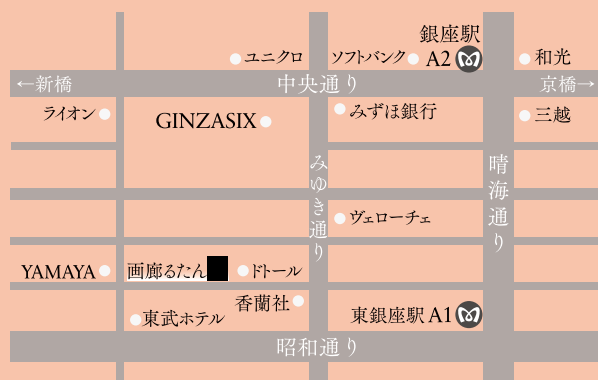 銀座駅
ユニクロ
ソフトバンク
A2
和光
←新橋
中央通り
京橋→
ライオン
GINZASIX
みずほ銀行
三越
みゆき通り
晴海通り
ヴェローチェ
YAMAYA
画廊るたん
ドトール
香蘭社
東武ホテル
東銀座駅 A1
昭和通り